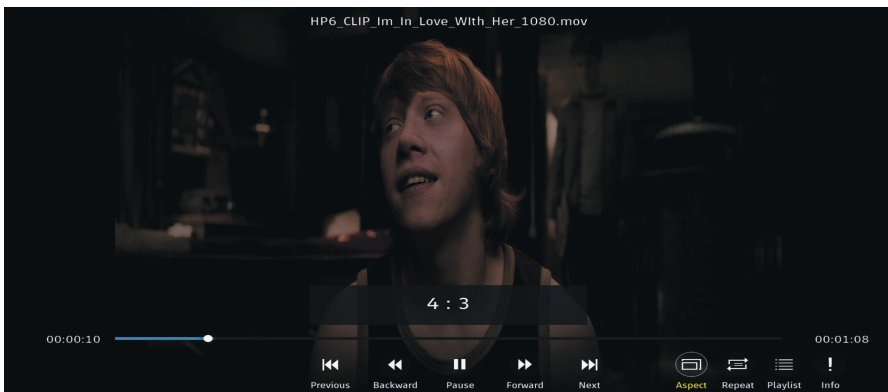 HP6_CLIP_Im_In_Love_WIth_Her_1080.mov
4 : 3
00:00:10 00:01:08
Previous Backward Pause Forward Next Aspect Repeat Playlist Info